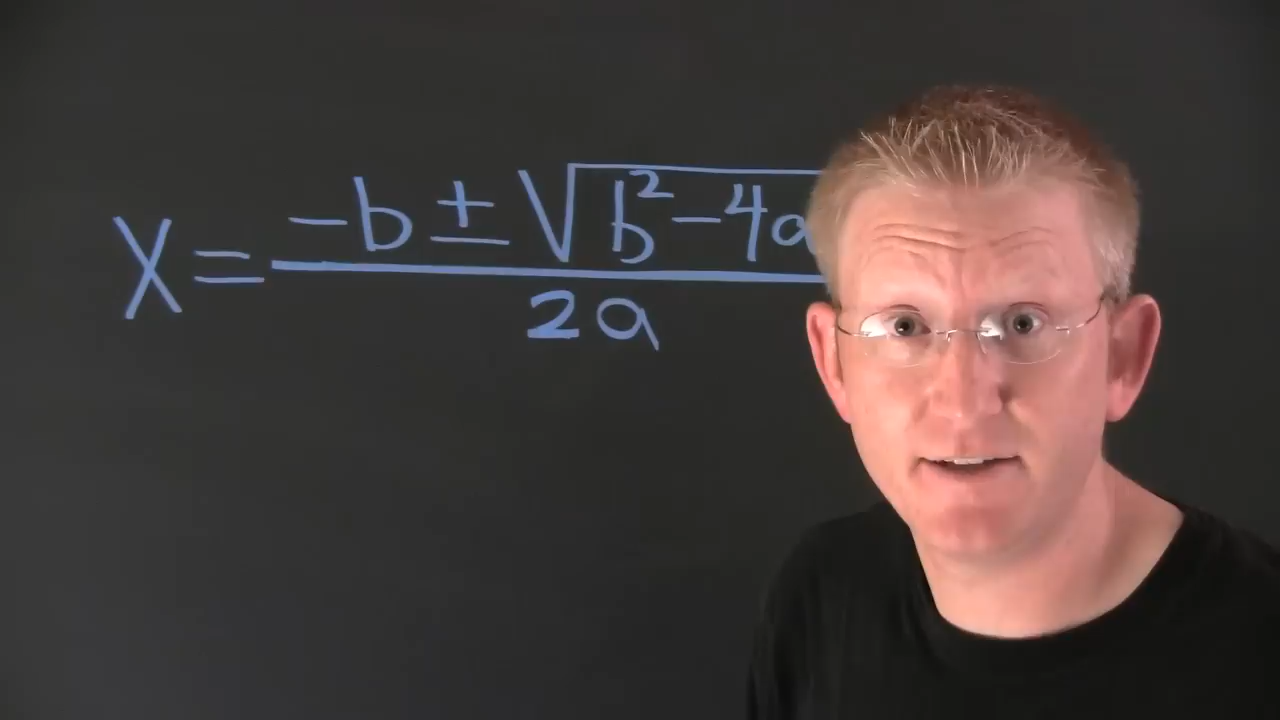 X = -b ± √b² - 4a
2a